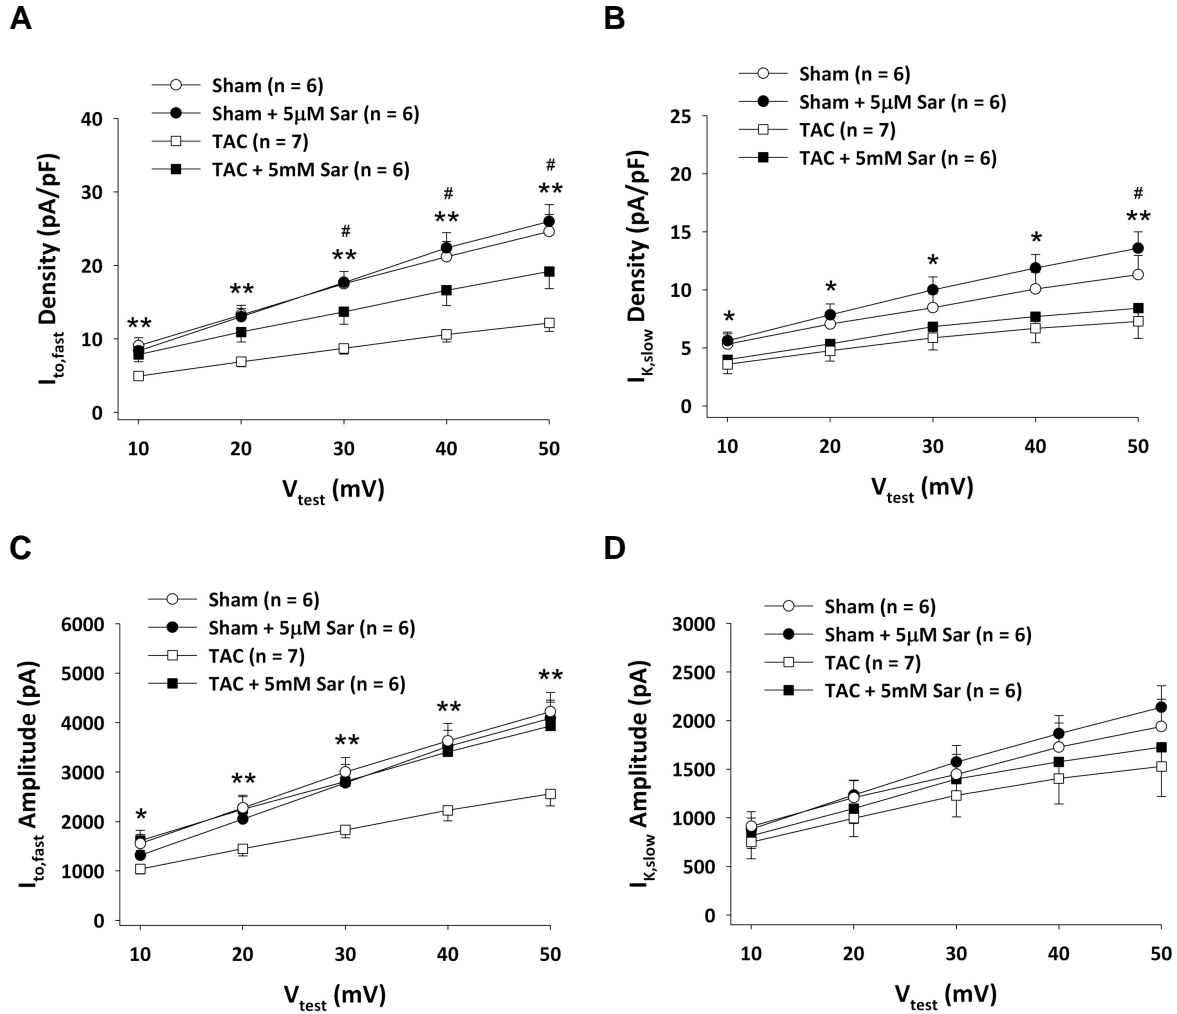 A
Sham (n = 6)
Sham + 5μM Sar (n = 6)
TAC (n = 7)
TAC + 5mM Sar (n = 6)
Ito,fast Density (pA/pF)
40
30
20
10
0
** ** ** ** **
# # #
10 20 30 40 50
Vtest (mV)
B
Sham (n = 6)
Sham + 5μM Sar (n = 6)
TAC (n = 7)
TAC + 5mM Sar (n = 6)
IK,slow Density (pA/pF)
25
20
15
10
5
0
* * * * **
#
10 20 30 40 50
Vtest (mV)
C
Sham (n = 6)
Sham + 5μM Sar (n = 6)
TAC (n = 7)
TAC + 5mM Sar (n = 6)
Ito,fast Amplitude (pA)
6000
5000
4000
3000
2000
1000
0
* ** ** ** **
10 20 30 40 50
Vtest (mV)
D
Sham (n = 6)
Sham + 5μM Sar (n = 6)
TAC (n = 7)
TAC + 5mM Sar (n = 6)
IK,slow Amplitude (pA)
3000
2500
2000
1500
1000
500
0
10 20 30 40 50
Vtest (mV)